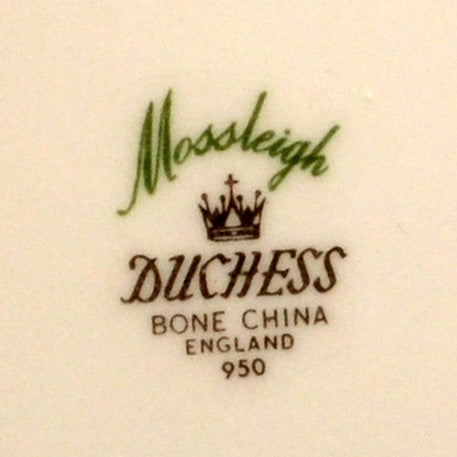 Mossleigh
DUCHESS
BONE CHINA
ENGLAND
950